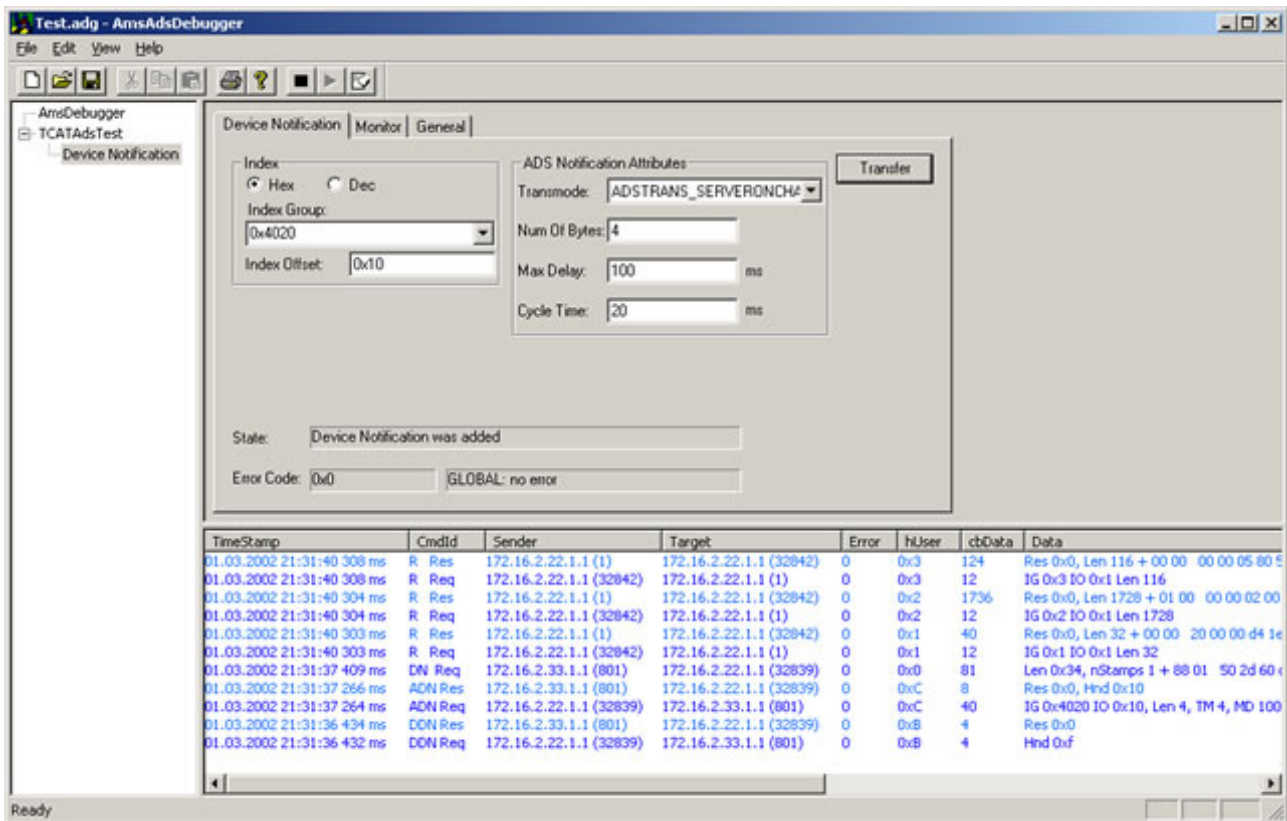 Test.adg - AmsAdsDebugger
File Edit View Help
AmsDebugger
TCATAdsTest
Device Notification
Device Notification Monitor General
Index
Hex Dec
Index Group:
0x4020
Index Offset: 0x10
ADS Notification Attributes
Transmode: ADSTRANS_SERVERONCHA
Num Of Bytes: 4
Max Delay: 100 ms
Cycle Time: 20 ms
Transfer
State: Device Notification was added
Error Code: 0x0 GLOBAL: no error
TimeStamp CmdId Sender Target Error hUser cbData Data
01.03.2002 21:31:40 308 ms R Res 172.16.2.22.1.1 (1) 172.16.2.22.1.1 (32842) 0 0x3 124 Res 0x0, Len 116 + 00 00 00 00 05 80 5
01.03.2002 21:31:40 308 ms R Req 172.16.2.22.1.1 (32842) 172.16.2.22.1.1 (1) 0 0x3 12 IG 0x3 IO 0x1 Len 116
01.03.2002 21:31:40 304 ms R Res 172.16.2.22.1.1 (1) 172.16.2.22.1.1 (32842) 0 0x2 1736 Res 0x0, Len 1728 + 01 00 00 00 02 00
01.03.2002 21:31:40 304 ms R Req 172.16.2.22.1.1 (32842) 172.16.2.22.1.1 (1) 0 0x2 12 IG 0x2 IO 0x1 Len 1728
01.03.2002 21:31:40 303 ms R Res 172.16.2.22.1.1 (1) 172.16.2.22.1.1 (32842) 0 0x1 40 Res 0x0, Len 32 + 00 00 20 00 00 d4 1e
01.03.2002 21:31:40 303 ms R Req 172.16.2.22.1.1 (32842) 172.16.2.22.1.1 (1) 0 0x1 12 IG 0x1 IO 0x1 Len 32
01.03.2002 21:31:37 409 ms DN Req 172.16.2.33.1.1 (801) 172.16.2.22.1.1 (32839) 0 0x0 81 Len 0x34, nStamps 1 + 88 01 50 2d 60
01.03.2002 21:31:37 266 ms ADN Res 172.16.2.33.1.1 (801) 172.16.2.22.1.1 (32839) 0 0xC 8 Res 0x0, Hnd 0x10
01.03.2002 21:31:37 264 ms ADN Req 172.16.2.22.1.1 (32839) 172.16.2.33.1.1 (801) 0 0xC 40 IG 0x4020 IO 0x10, Len 4, TM 4, MD 100
01.03.2002 21:31:36 434 ms DDN Res 172.16.2.33.1.1 (801) 172.16.2.22.1.1 (32839) 0 0xB 4 Res 0x0
01.03.2002 21:31:36 432 ms DDN Req 172.16.2.22.1.1 (32839) 172.16.2.33.1.1 (801) 0 0xB 4 Hnd 0xf
Ready